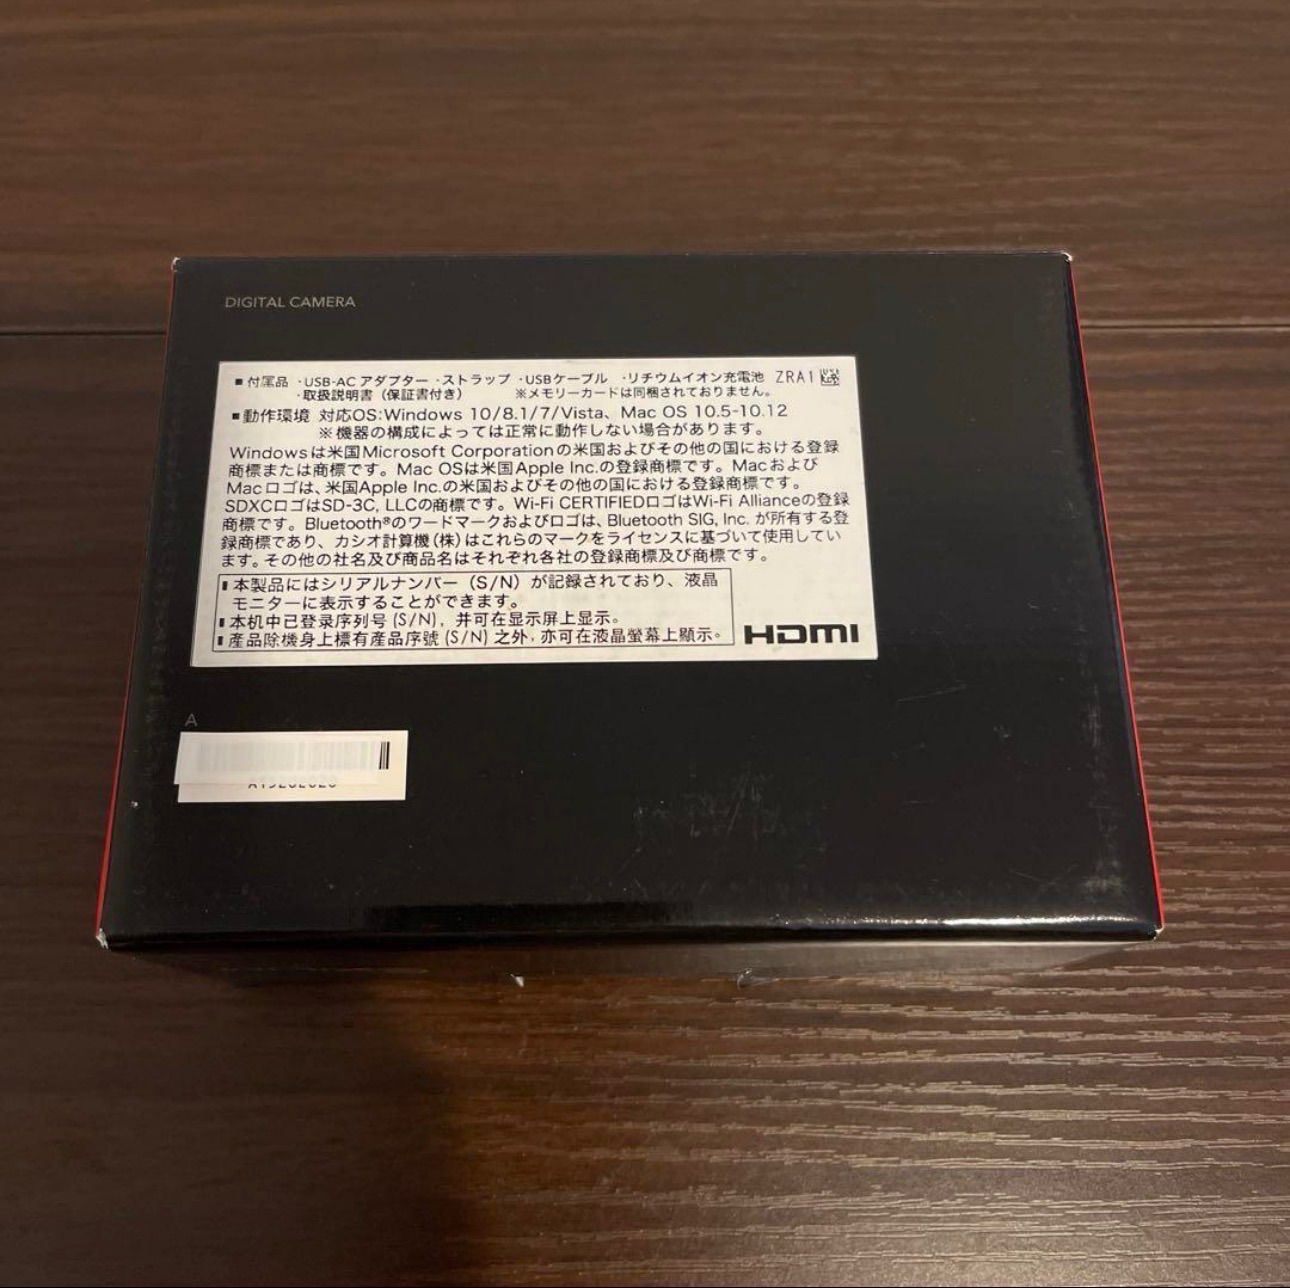 DIGITAL CAMERA
■付属品 ・USB-ACアダプター ・ストラップ ・USBケーブル ・リチウムイオン充電池 ZRA1 J
・取扱説明書(保証書付き) ※メモリーカードは同梱されておりません。
■動作環境 対応OS:Windows 10/8.1/7/Vista、Mac OS 10.5-10.12
※機器の構成によっては正常に動作しない場合があります。
Windowsは米国Microsoft Corporationの米国およびその他の国における登録
商標または商標です。Mac OSは米国Apple Inc.の登録商標です。Macおよび
Macロゴは、米国Apple Inc.の米国およびその他の国における登録商標です。
SDXCロゴはSD-3C, LLCの商標です。Wi-Fi CERTIFIEDロゴはWi-Fi Allianceの登録
商標です。Bluetooth®のワードマークおよびロゴは、Bluetooth SIG, Inc. が所有する登
録商標であり、カシオ計算機(株)はこれらのマークをライセンスに基づいて使用してい
ます。その他の社名及び商品名はそれぞれ各社の登録商標及び商標です。
▮本製品にはシリアルナンバー(S/N)が記録されており、液晶
モニターに表示することができます。
▮本机中已登录序列号(S/N), 并可在显示屏上显示。
▮產品除機身上標有產品序號(S/N)之外, 亦可在液晶螢幕上顯示。
HDMI
A